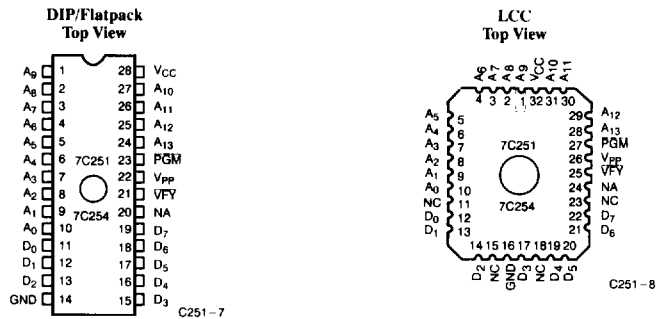 DIP/Flatpack
Top View
A9 1 28 VCC
A8 2 27 A10
A7 3 26 A11
A6 4 25 A12
A5 5 24 A13
A4 6 7C251 23 PGM
A3 7 22 VPP
A2 8 21 VFY
A1 9 7C254 20 NA
A0 10 19 D7
D0 11 18 D6
D1 12 17 D5
D2 13 16 D4
GND 14 15 D3
C251-7
LCC
Top View
A6 A7 A8 A9 VCC A10 A11
4 3 2 1 32 31 30
A5 5 29 A12
A4 6 28 A13
A3 7 7C251 27 PGM
A2 8 26 VPP
A1 9 25 VFY
A0 10 24 NA
NC 11 7C254 23 NC
D0 12 22 D7
D1 13 21 D6
14 15 16 17 18 19 20
D2 NC GND D3 NC D4 D5
C251-8